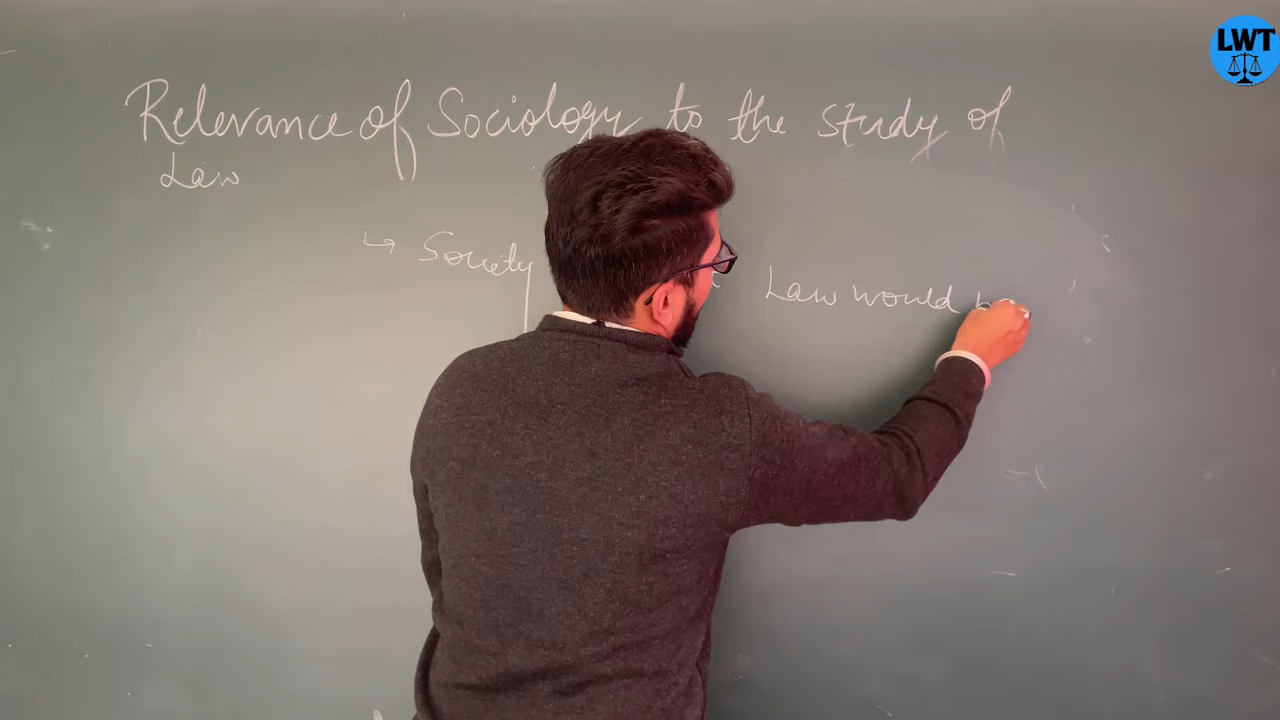 LWT
Relevance of Sociology to the study of
Law
↳ Society Law would